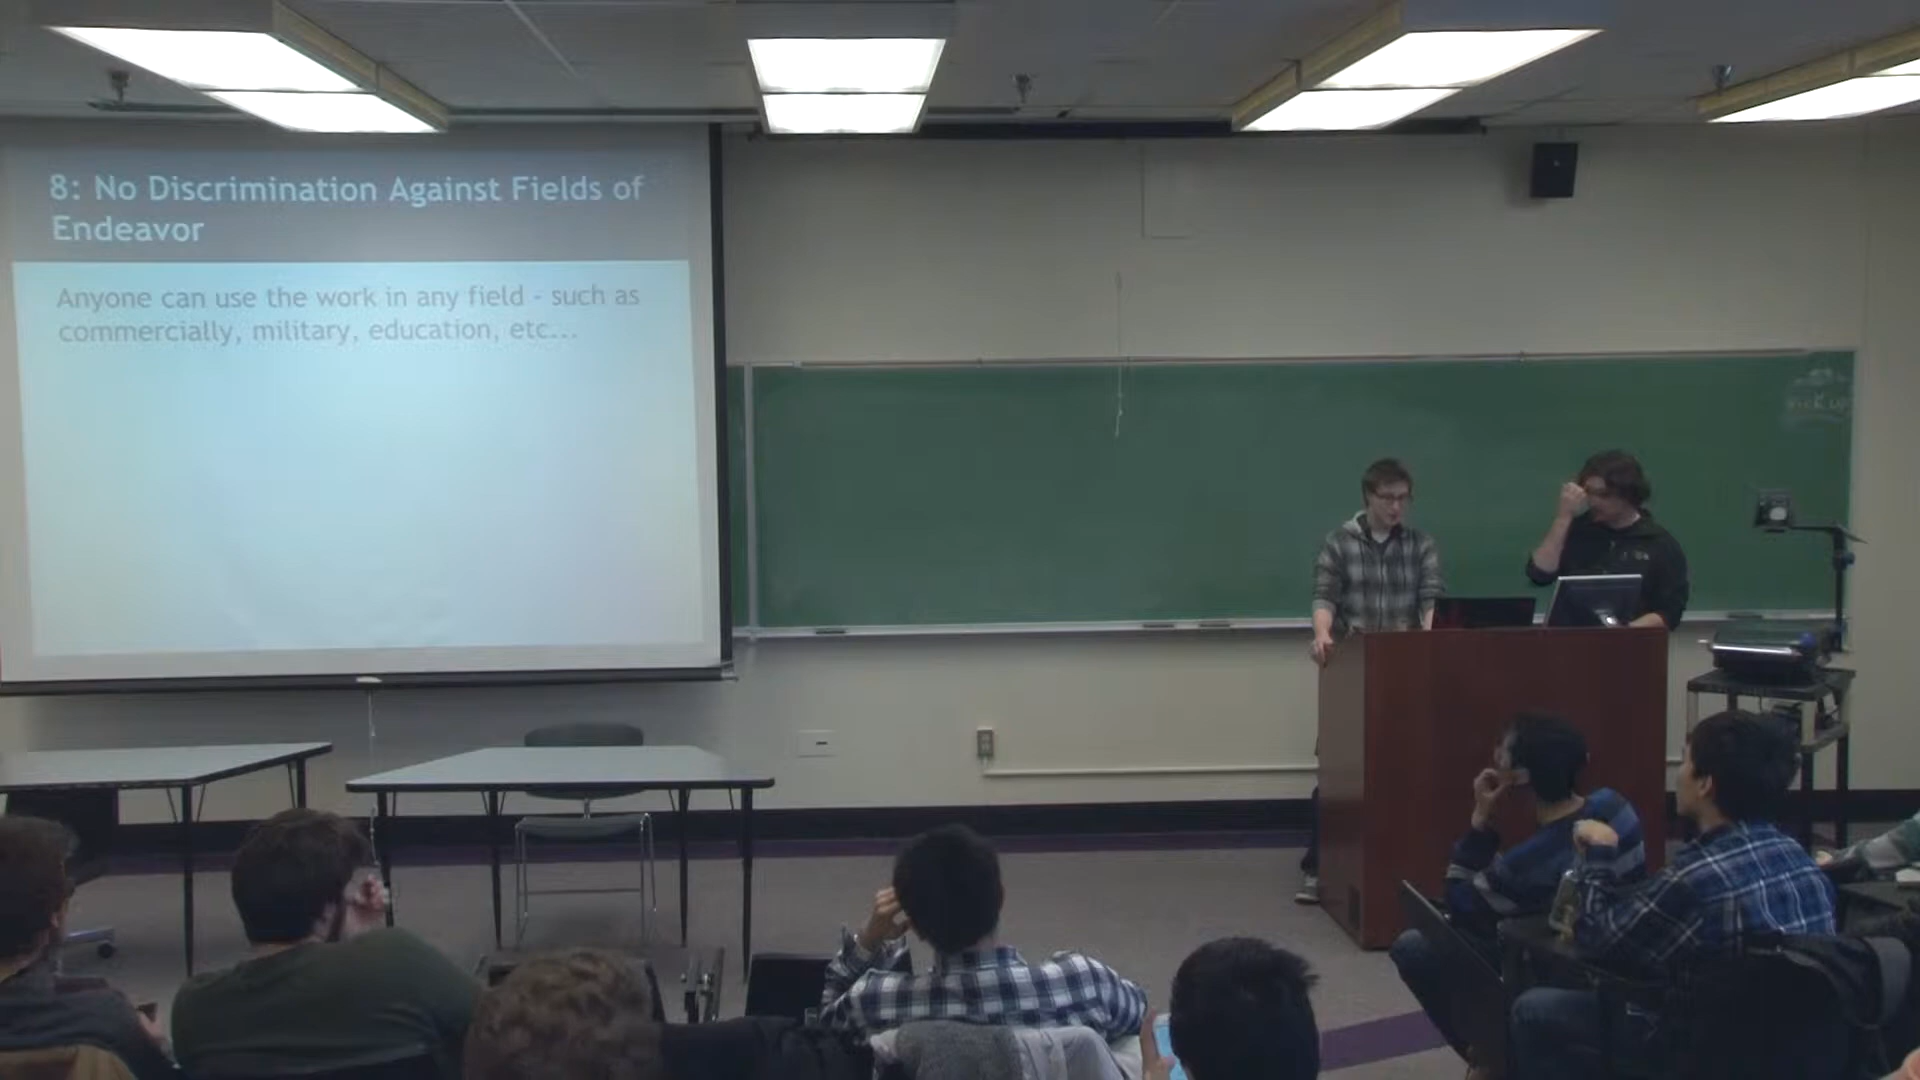 8: No Discrimination Against Fields of
Endeavor
Anyone can use the work in any field - such as
commercially, military, education, etc...